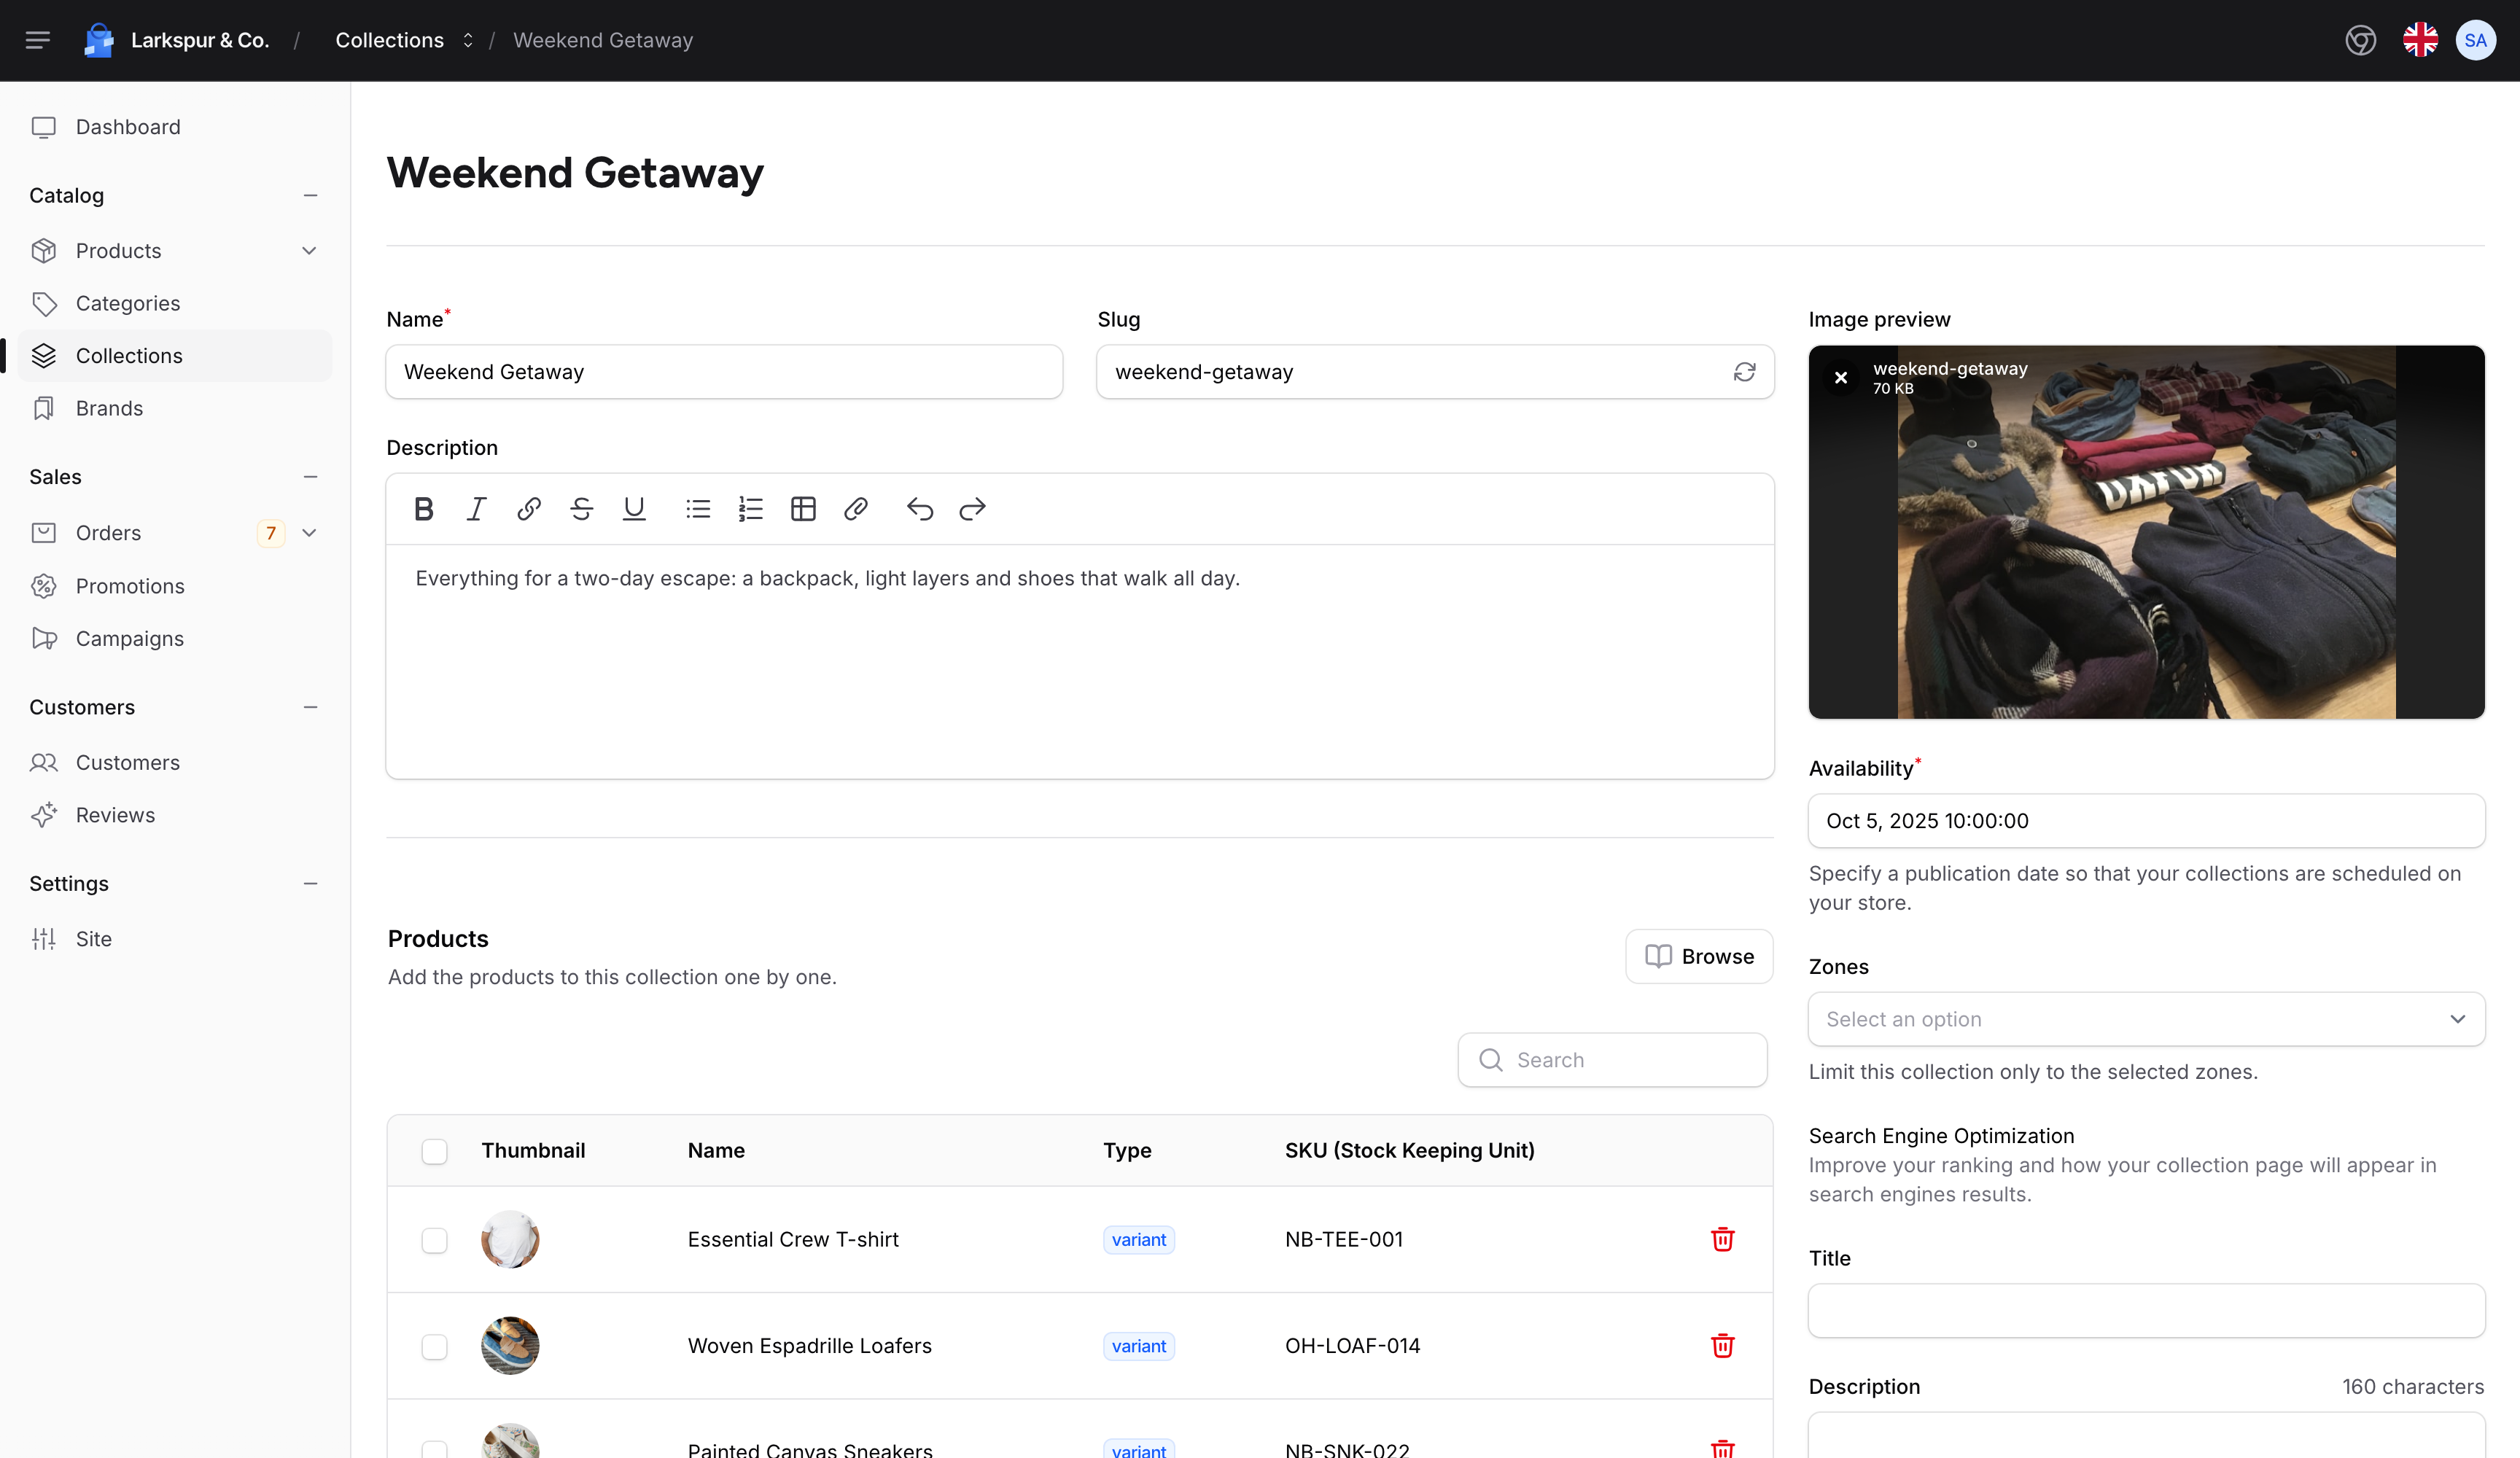 Larkspur & Co. / Collections / Weekend Getaway
SA
Dashboard
Catalog
Products
Categories
Collections
Brands
Sales
Orders 7
Promotions
Campaigns
Customers
Customers
Reviews
Settings
Site
Weekend Getaway
Name*
Weekend Getaway
Slug
weekend-getaway
Description
Everything for a two-day escape: a backpack, light layers and shoes that walk all day.
Products
Add the products to this collection one by one.
Browse
Search
Thumbnail Name Type SKU (Stock Keeping Unit)
Essential Crew T-shirt variant NB-TEE-001
Woven Espadrille Loafers variant OH-LOAF-014
Painted Canvas Sneakers variant NB-SNK-022
Image preview
weekend-getaway
70 KB
Availability*
Oct 5, 2025 10:00:00
Specify a publication date so that your collections are scheduled on
your store.
Zones
Select an option
Limit this collection only to the selected zones.
Search Engine Optimization
Improve your ranking and how your collection page will appear in
search engines results.
Title
Description 160 characters